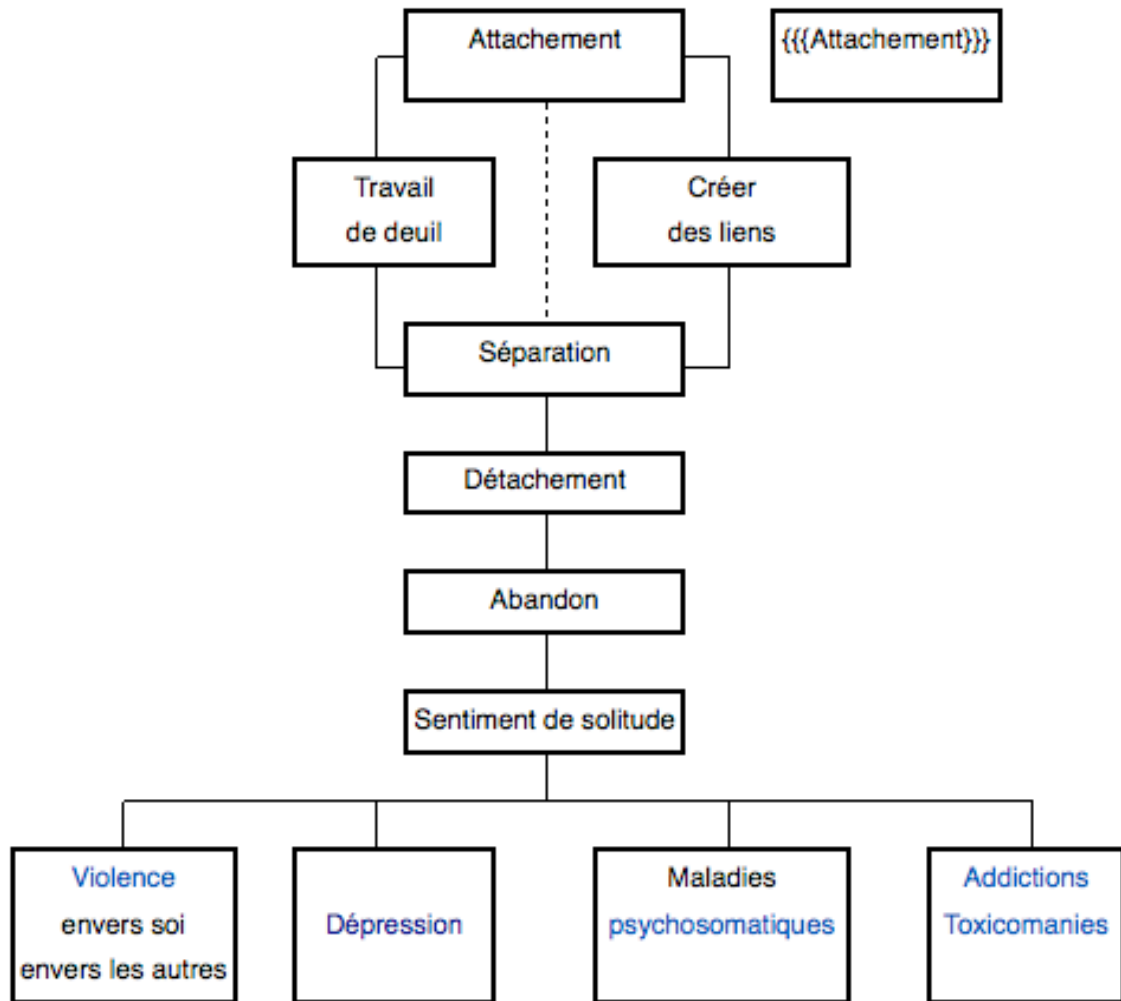 Attachement
{{{Attachement}}}
Travail
de deuil
Créer
des liens
Séparation
Détachement
Abandon
Sentiment de solitude
Violence
envers soi
envers les autres
Dépression
Maladies
psychosomatiques
Addictions
Toxicomanies